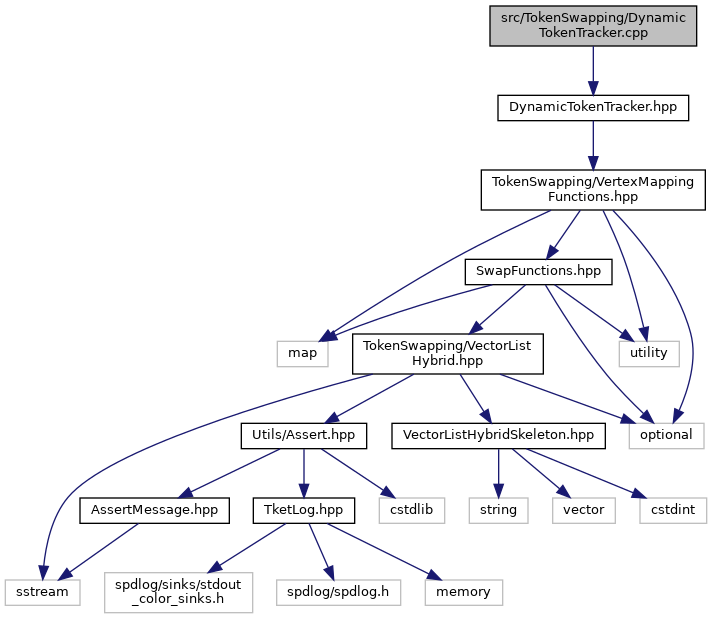 src/TokenSwapping/Dynamic
TokenTracker.cpp
DynamicTokenTracker.hpp
TokenSwapping/VertexMapping
Functions.hpp
SwapFunctions.hpp
map
TokenSwapping/VectorList
Hybrid.hpp
utility
Utils/Assert.hpp
VectorListHybridSkeleton.hpp
optional
AssertMessage.hpp
TketLog.hpp
cstdlib
string
vector
cstdint
sstream
spdlog/sinks/stdout
_color_sinks.h
spdlog/spdlog.h
memory